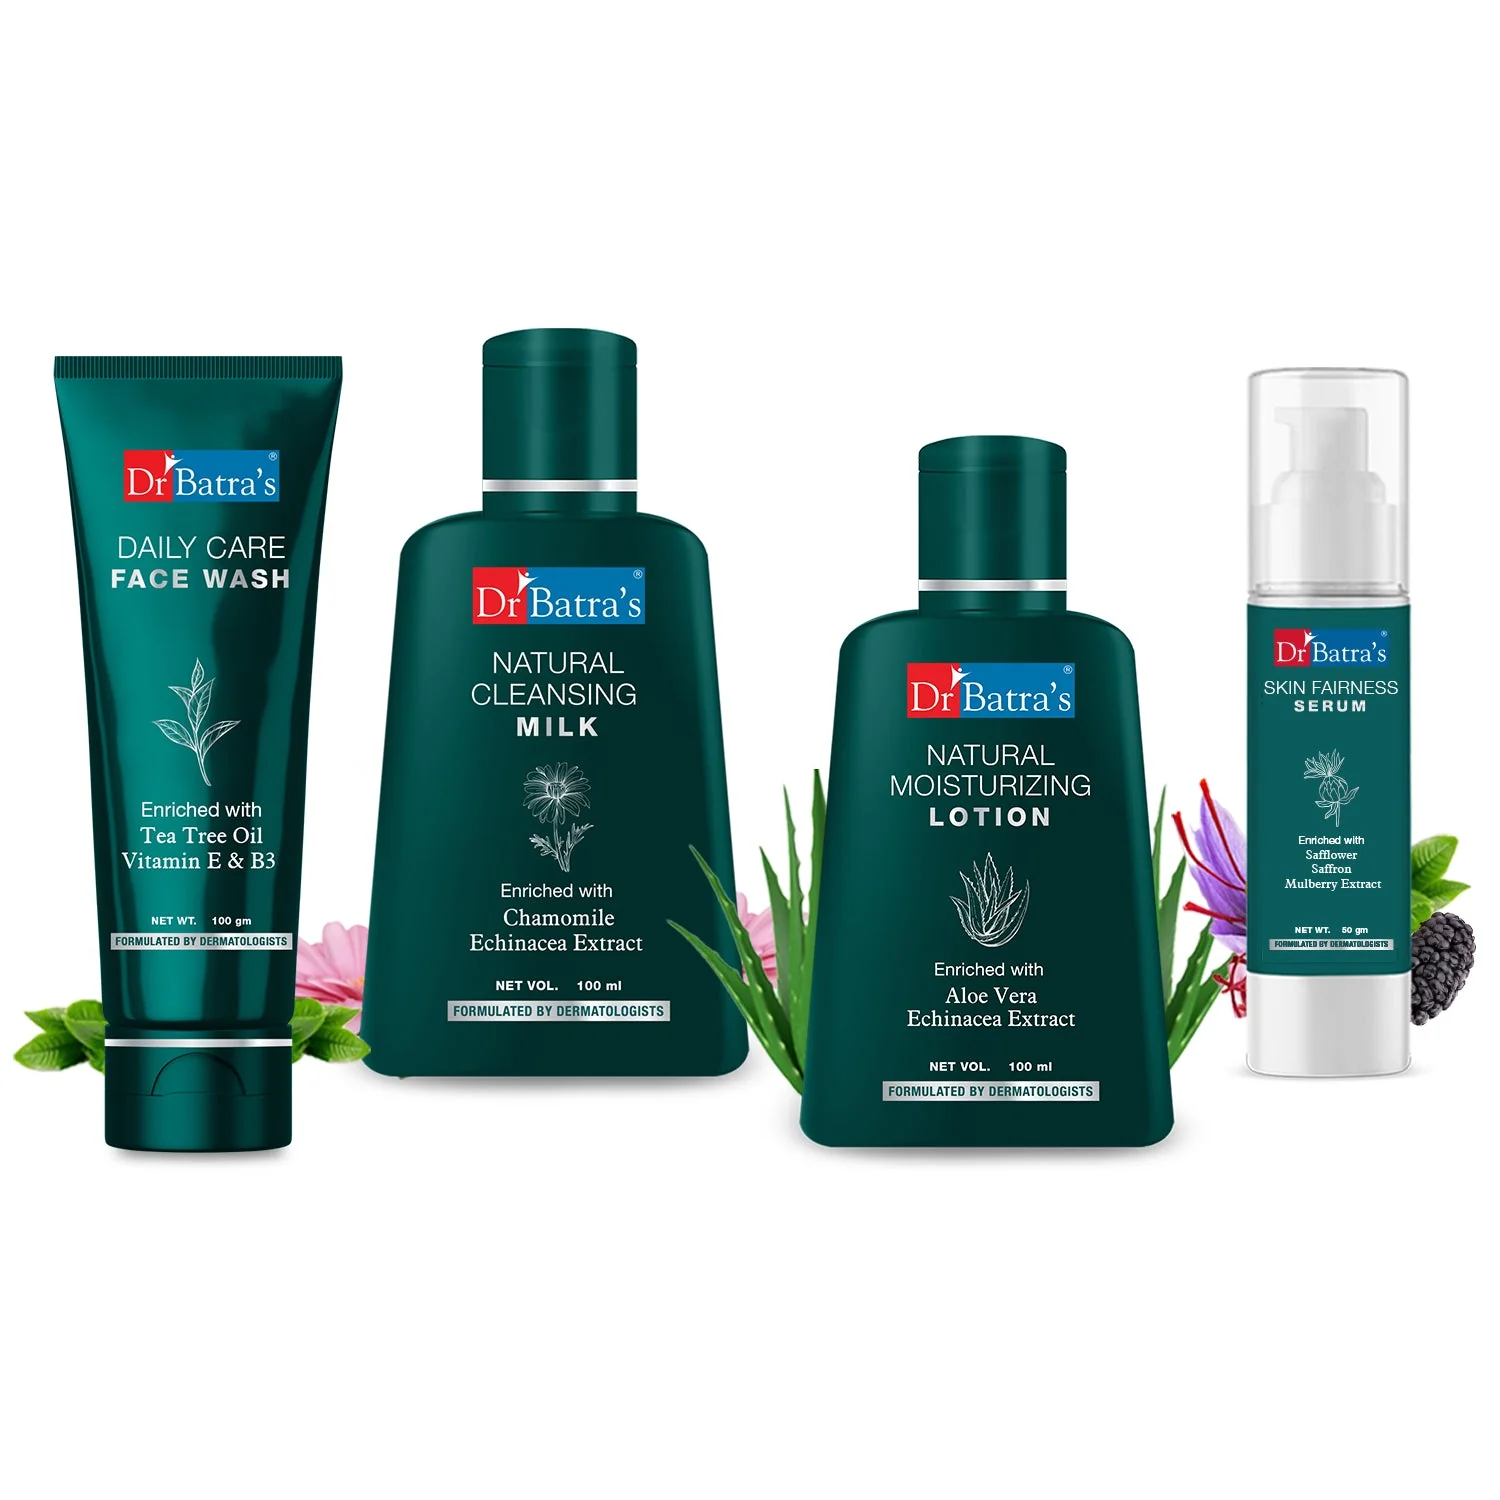 Dr Batra's®
DAILY CARE
FACE WASH
Enriched with
Tea Tree Oil
Vitamin E & B3
NET WT. 100 gm
FORMULATED BY DERMATOLOGISTS
Dr Batra's®
NATURAL
CLEANSING
MILK
Enriched with
Chamomile
Echinacea Extract
NET VOL. 100 ml
FORMULATED BY DERMATOLOGISTS
Dr Batra's®
NATURAL
MOISTURIZING
LOTION
Enriched with
Aloe Vera
Echinacea Extract
NET VOL. 100 ml
FORMULATED BY DERMATOLOGISTS
Dr Batra's®
SKIN FAIRNESS
SERUM
Enriched with
Safflower
Saffron
Mulberry Extract
NET WT. 50 gm
FORMULATED BY DERMATOLOGISTS